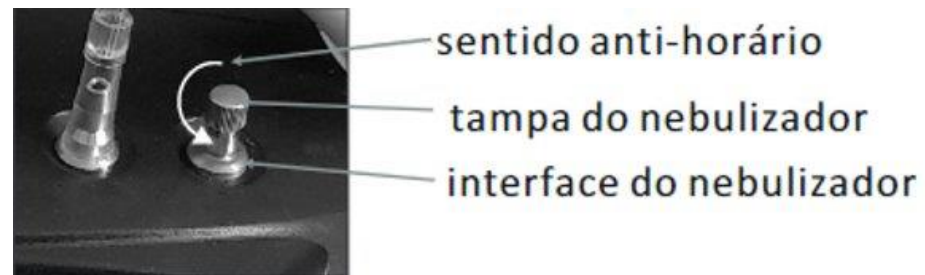 sentido anti-horário
tampa do nebulizador
interface do nebulizador